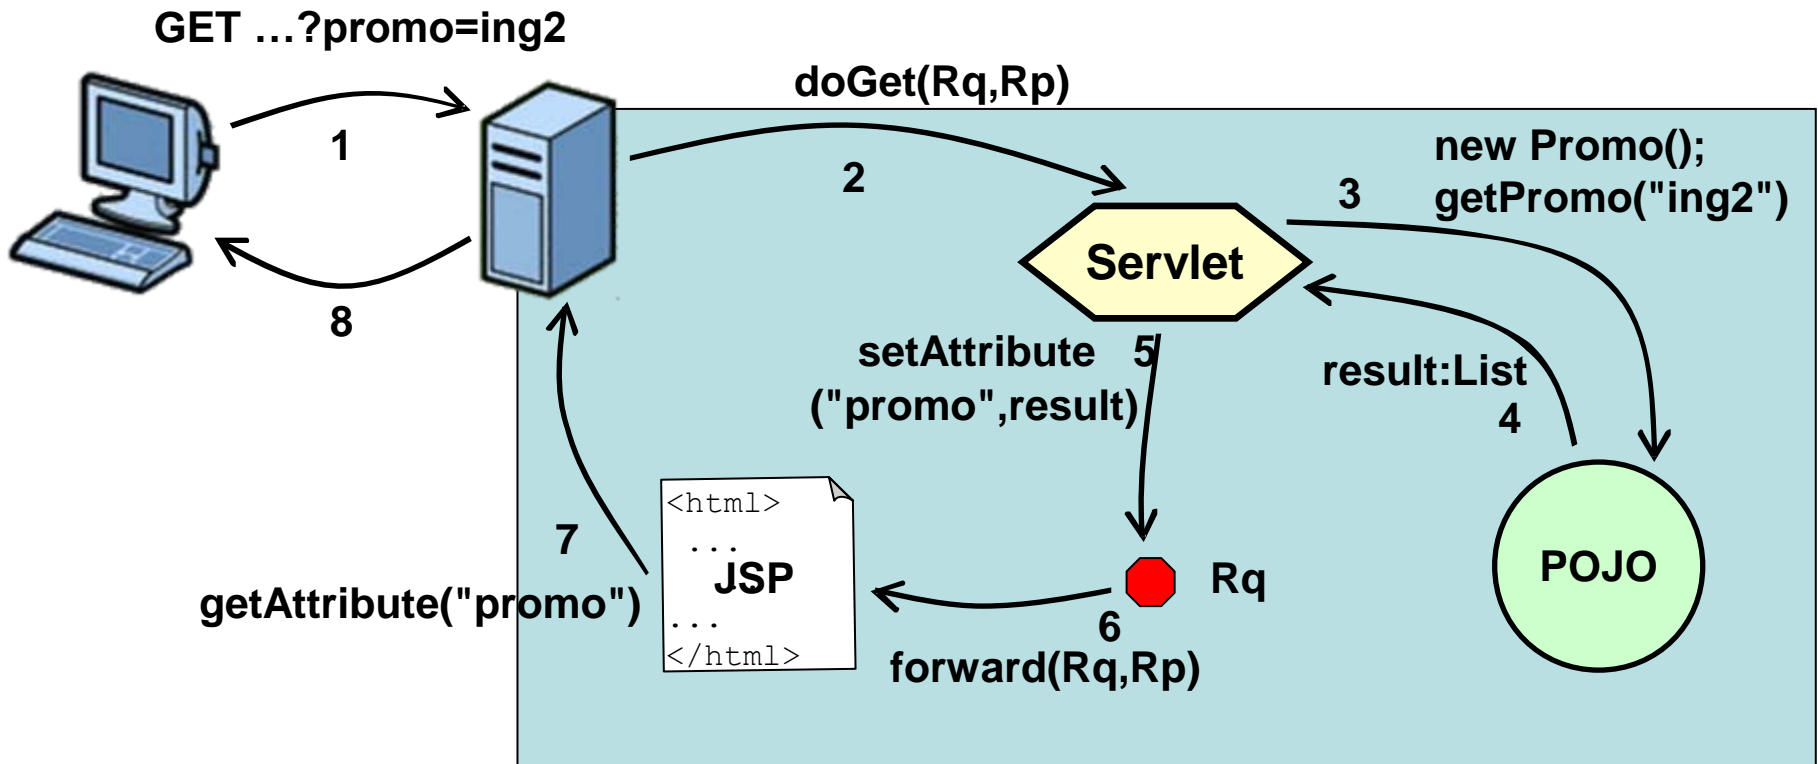 GET …?promo=ing2
doGet(Rq,Rp)
1
2
new Promo();
3
getPromo("ing2")
Servlet
8
setAttribute 5
("promo",result)
result:List
4
<html>
...
JSP
...
</html>
7
getAttribute("promo")
Rq
6
forward(Rq,Rp)
POJO